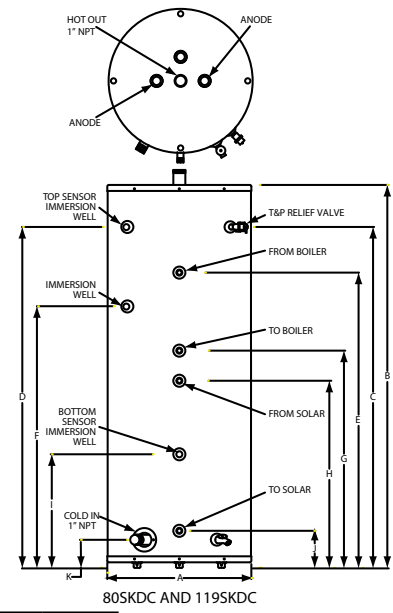 HOT OUT
1” NPT
ANODE
ANODE
TOP SENSOR
IMMERSION
WELL
T&P RELIEF VALVE
FROM BOILER
IMMERSION
WELL
TO BOILER
FROM SOLAR
BOTTOM
SENSOR
IMMERSION
WELL
TO SOLAR
COLD IN
1” NPT
D
F
I
K
A
J
H
G
E
C
B
80SKDC AND 119SKDC